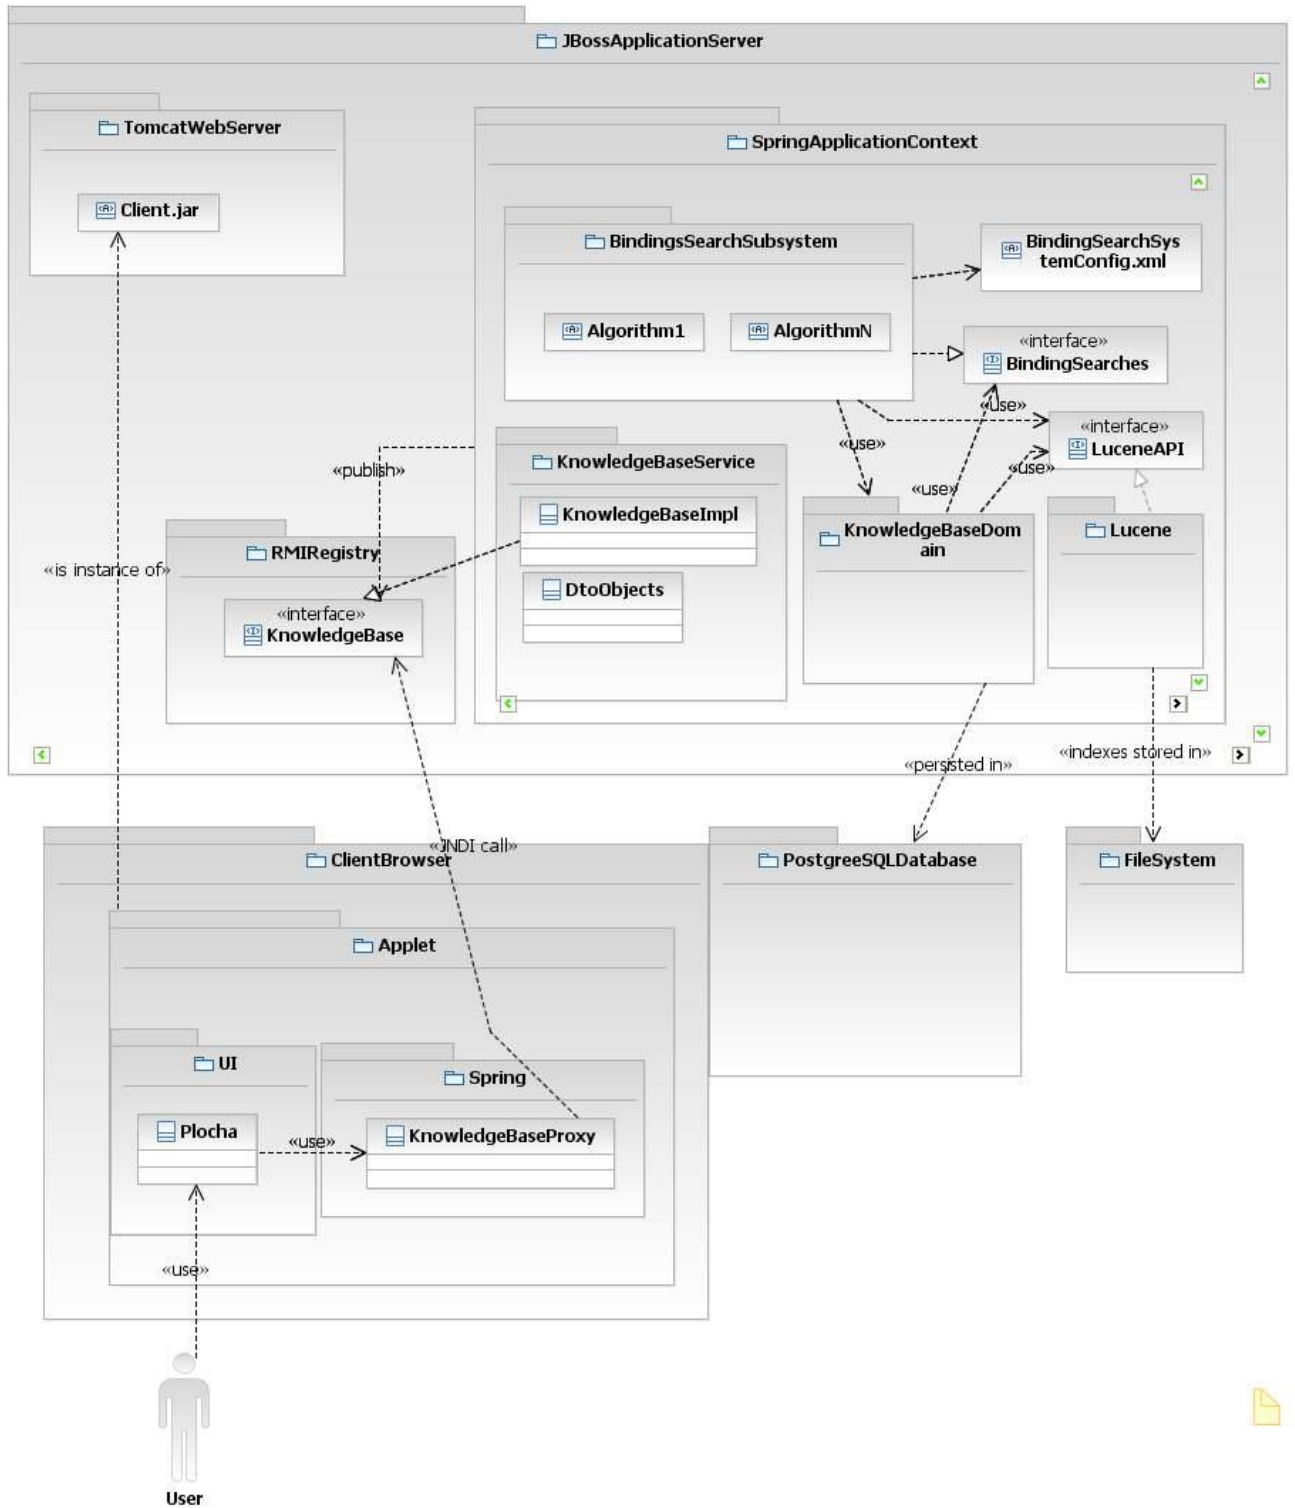 JBossApplicationServer
TomcatWebServer
Client.jar
SpringApplicationContext
BindingsSearchSubsystem
Algorithm1
AlgorithmN
BindingSearchSys
temConfig.xml
«interface»
BindingSearches
«use»
«interface»
LuceneAPI
«use»
«use»
«use»
«publish»
KnowledgeBaseService
KnowledgeBaseImpl
DtoObjects
KnowledgeBaseDom
ain
Lucene
RMIRegistry
«interface»
KnowledgeBase
«is instance of»
«persisted in»
«indexes stored in»
«JNDI call»
ClientBrowser
PostgreeSQLDatabase
FileSystem
Applet
UI
Spring
Plocha
«use»
KnowledgeBaseProxy
«use»
User